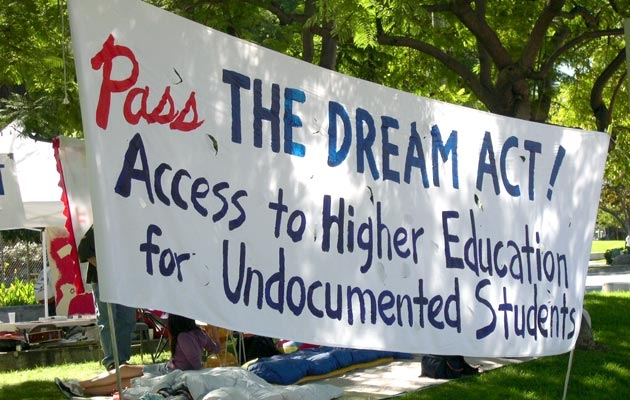 Pass THE DREAM ACT!
Access to Higher Education
for Undocumented Students